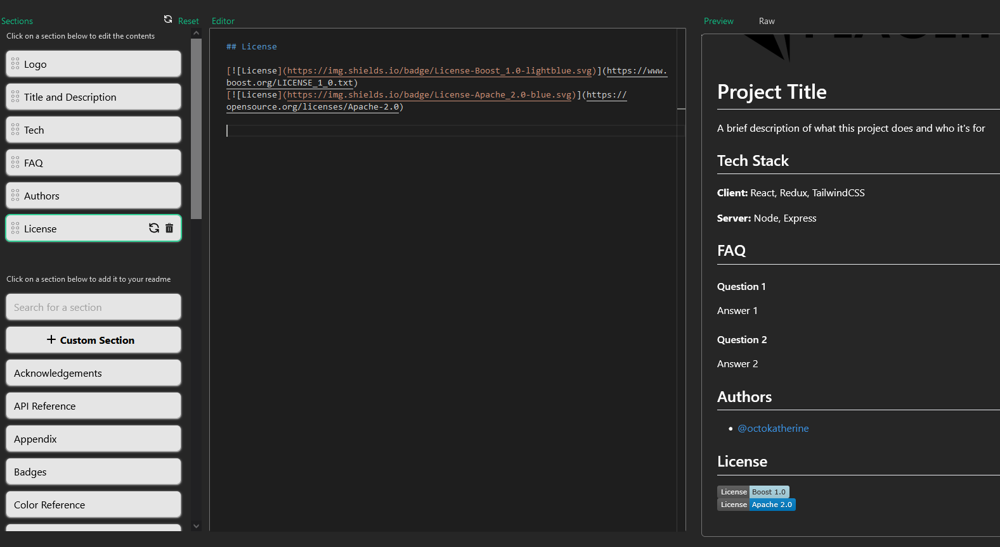 Sections
Reset
Click on a section below to edit the contents
Logo
Title and Description
Tech
FAQ
Authors
License
Click on a section below to add it to your readme
Search for a section
+ Custom Section
Acknowledgements
API Reference
Appendix
Badges
Color Reference
Editor
## License
[![License](https://img.shields.io/badge/License-Boost_1.0-lightblue.svg)](https://www.
boost.org/LICENSE_1_0.txt)
[![License](https://img.shields.io/badge/License-Apache_2.0-blue.svg)](https://
opensource.org/licenses/Apache-2.0)
Preview
Raw
Project Title
A brief description of what this project does and who it's for
Tech Stack
Client: React, Redux, TailwindCSS
Server: Node, Express
FAQ
Question 1
Answer 1
Question 2
Answer 2
Authors
• @octokatherine
License
License Boost 1.0
License Apache 2.0